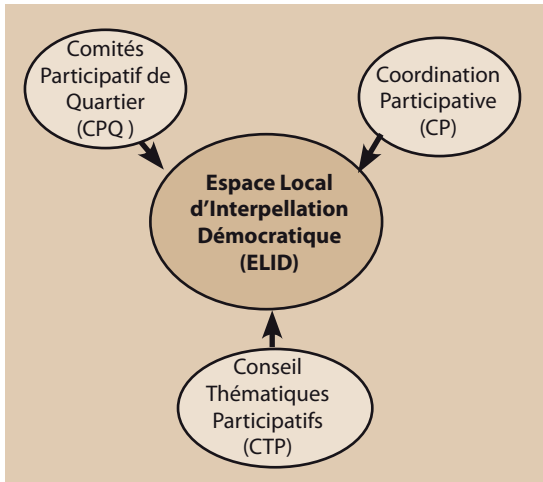 Comités
Participatif de
Quartier
(CPQ )
Coordination
Participative
(CP)
Espace Local
d'Interpellation
Démocratique
(ELID)
Conseil
Thématiques
Participatifs
(CTP)